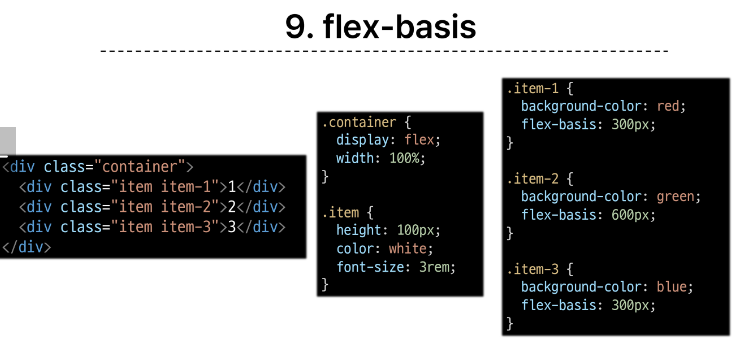 9. flex-basis
<div class="container">
  <div class="item item-1">1</div>
  <div class="item item-2">2</div>
  <div class="item item-3">3</div>
</div>
.container {
  display: flex;
  width: 100%;
}
.item {
  height: 100px;
  color: white;
  font-size: 3rem;
}
.item-1 {
  background-color: red;
  flex-basis: 300px;
}
.item-2 {
  background-color: green;
  flex-basis: 600px;
}
.item-3 {
  background-color: blue;
  flex-basis: 300px;
}